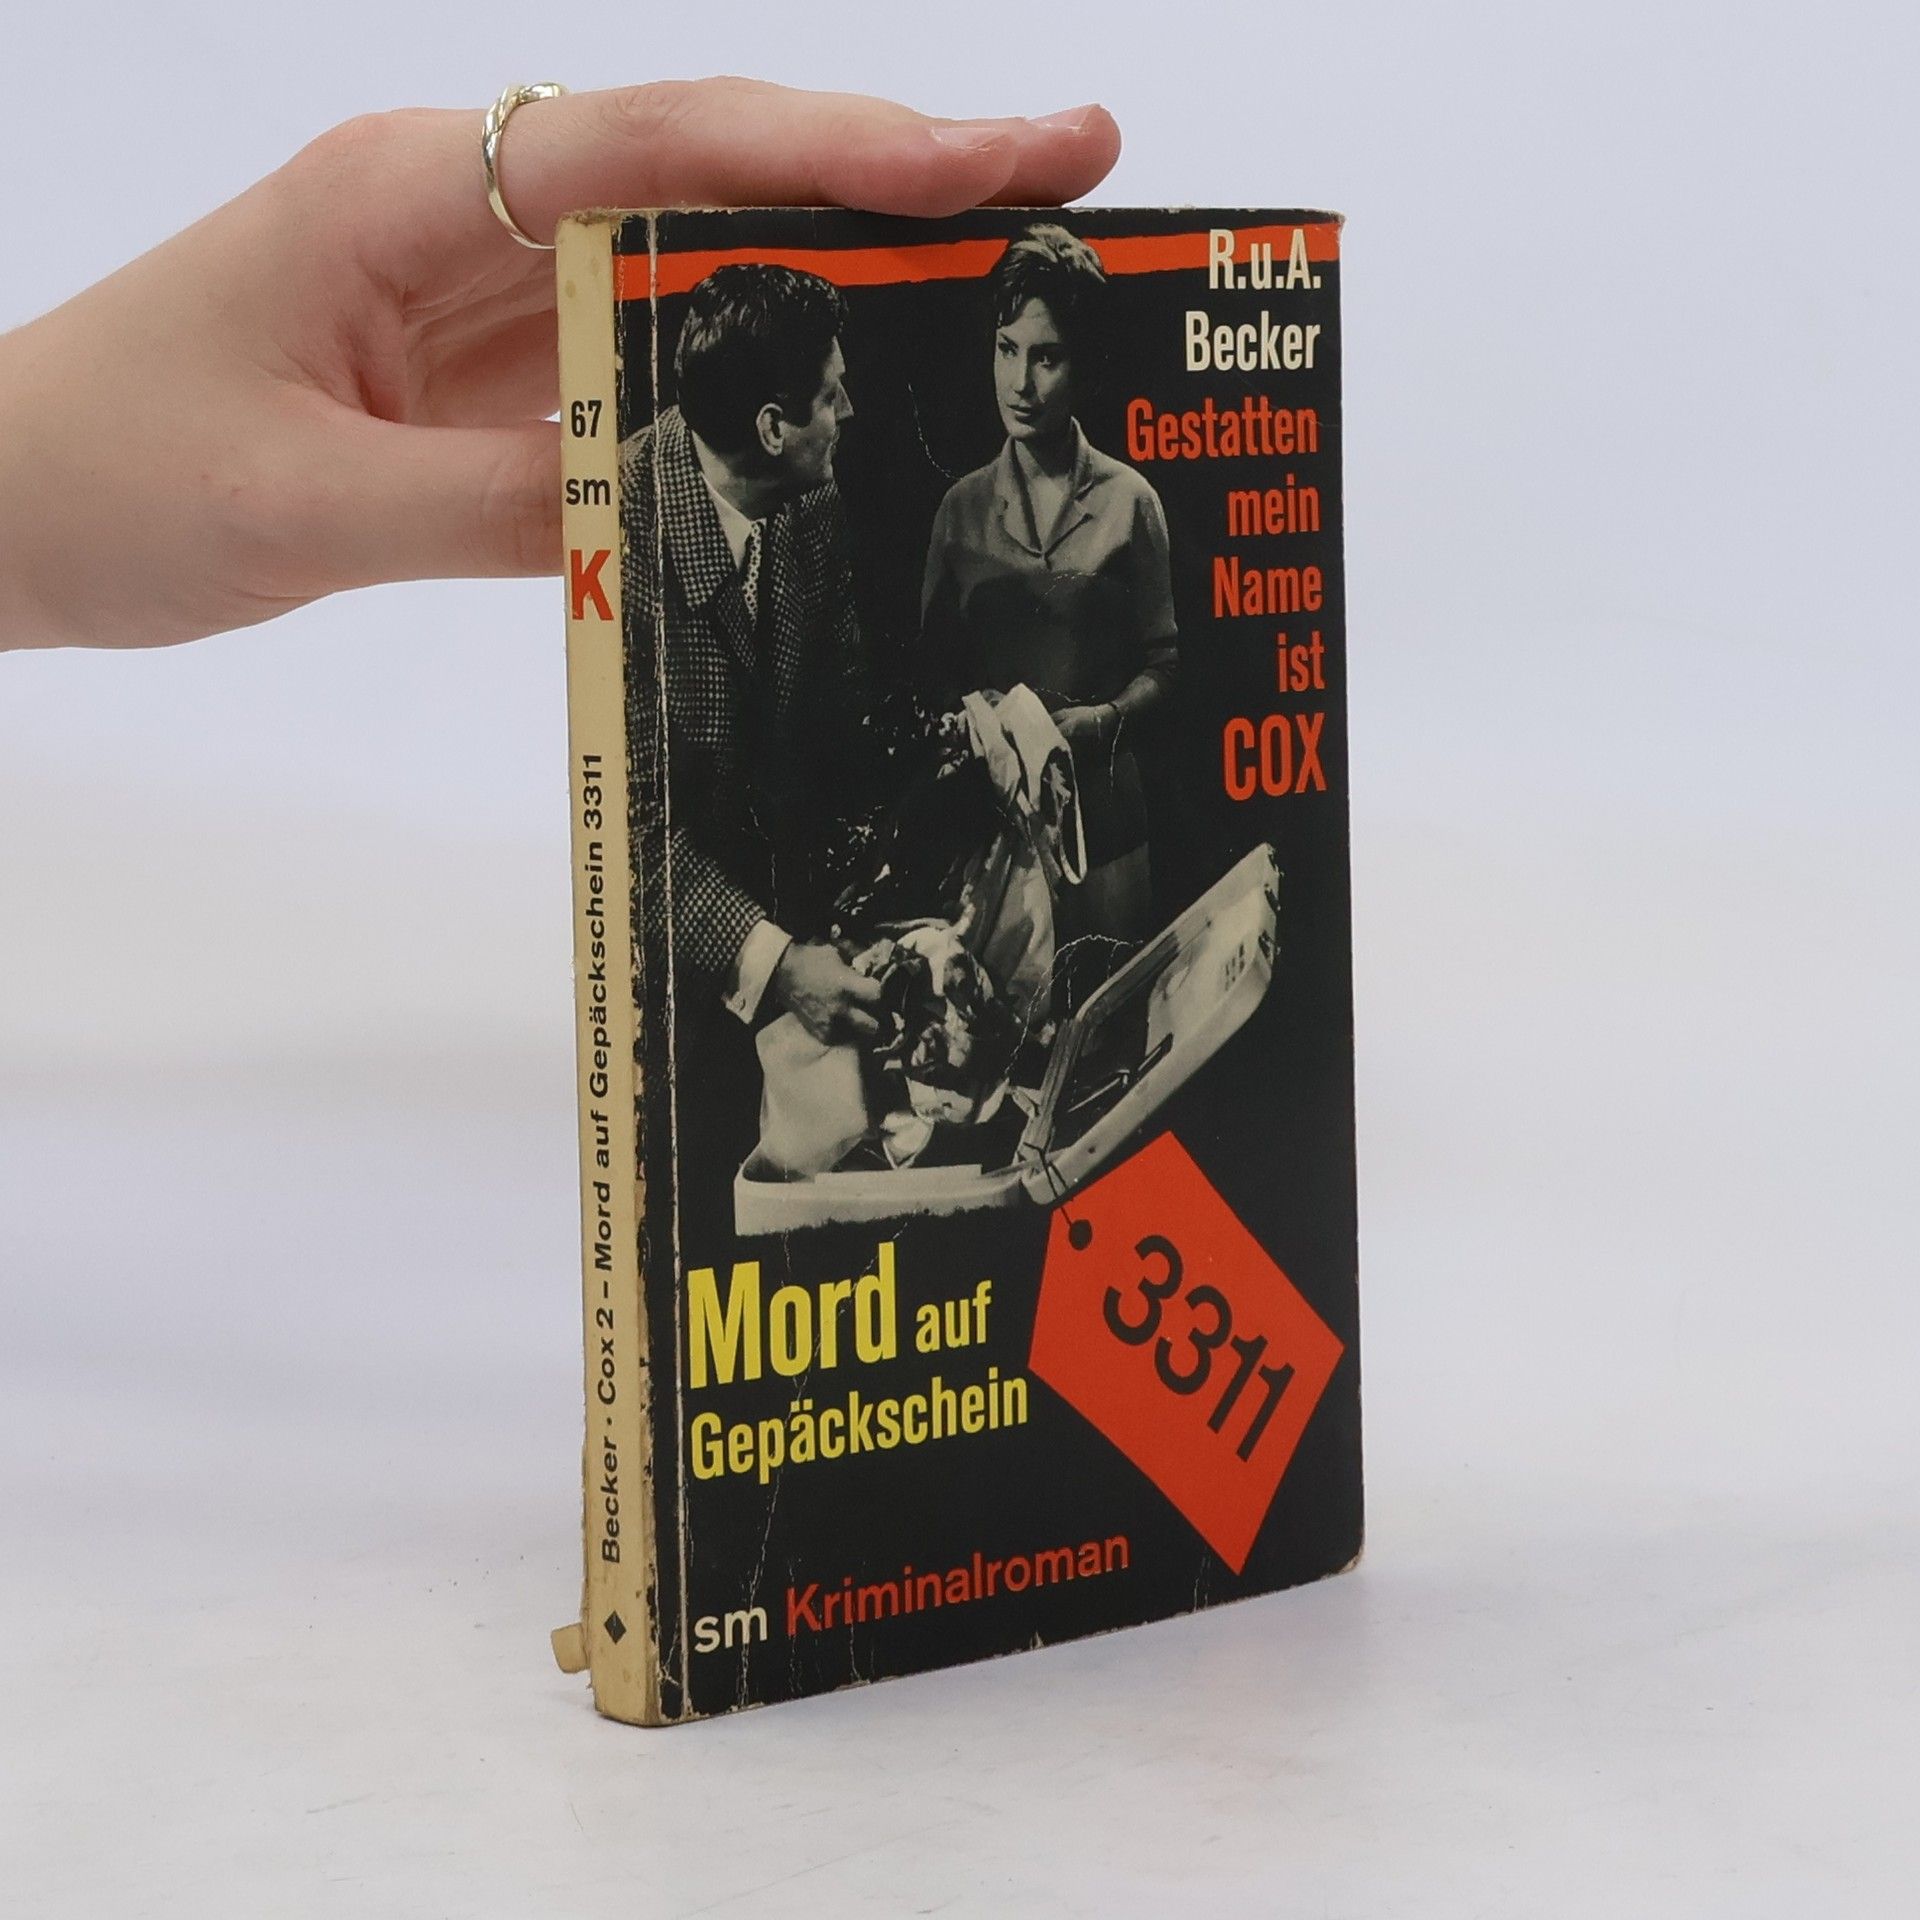 67
sm
K
Becker · Cox 2 – Mord auf Gepäckschein 3311
R.u.A.
Becker
Gestatten
mein
Name
ist
COX
3311
Mord auf
Gepäckschein
sm Kriminalroman